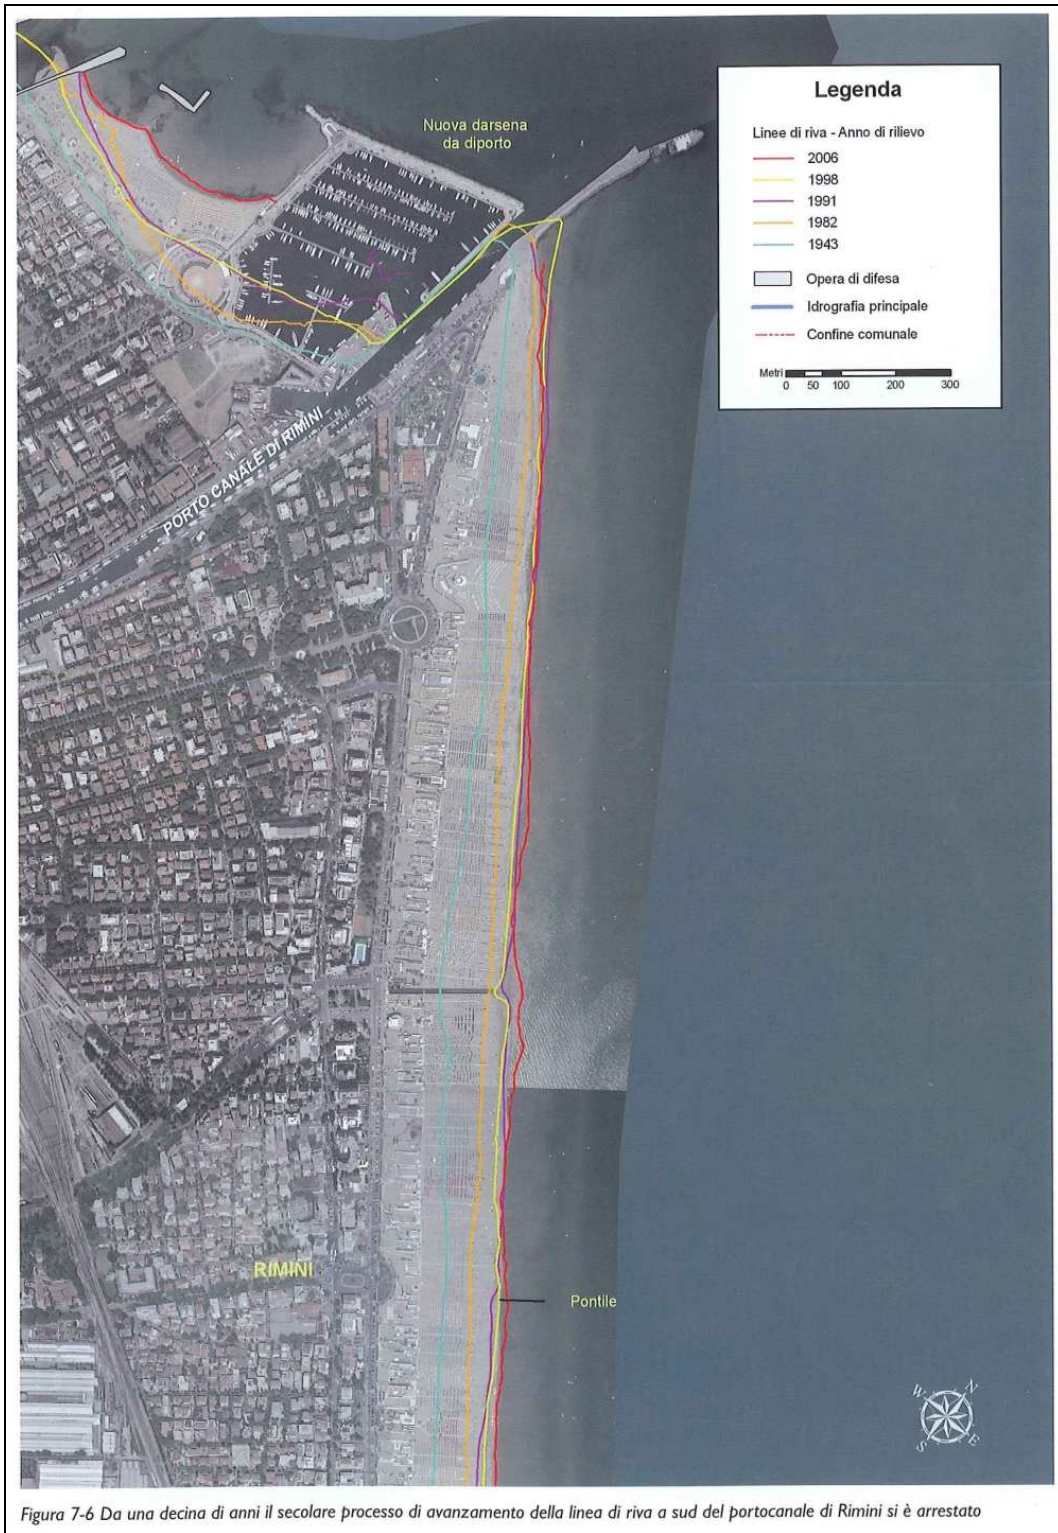 Nuova darsena
da diporto
Legenda
Linee di riva - Anno di rilievo
2006
1998
1991
1982
1943
Opera di difesa
Idrografia principale
Confine comunale
Metri
0 50 100 200 300
PORTO CANALE DI RIMINI
RIMINI
Pontile
N
W
E
S
Figura 7-6 Da una decina di anni il secolare processo di avanzamento della linea di riva a sud del portocanale di Rimini si è arrestato